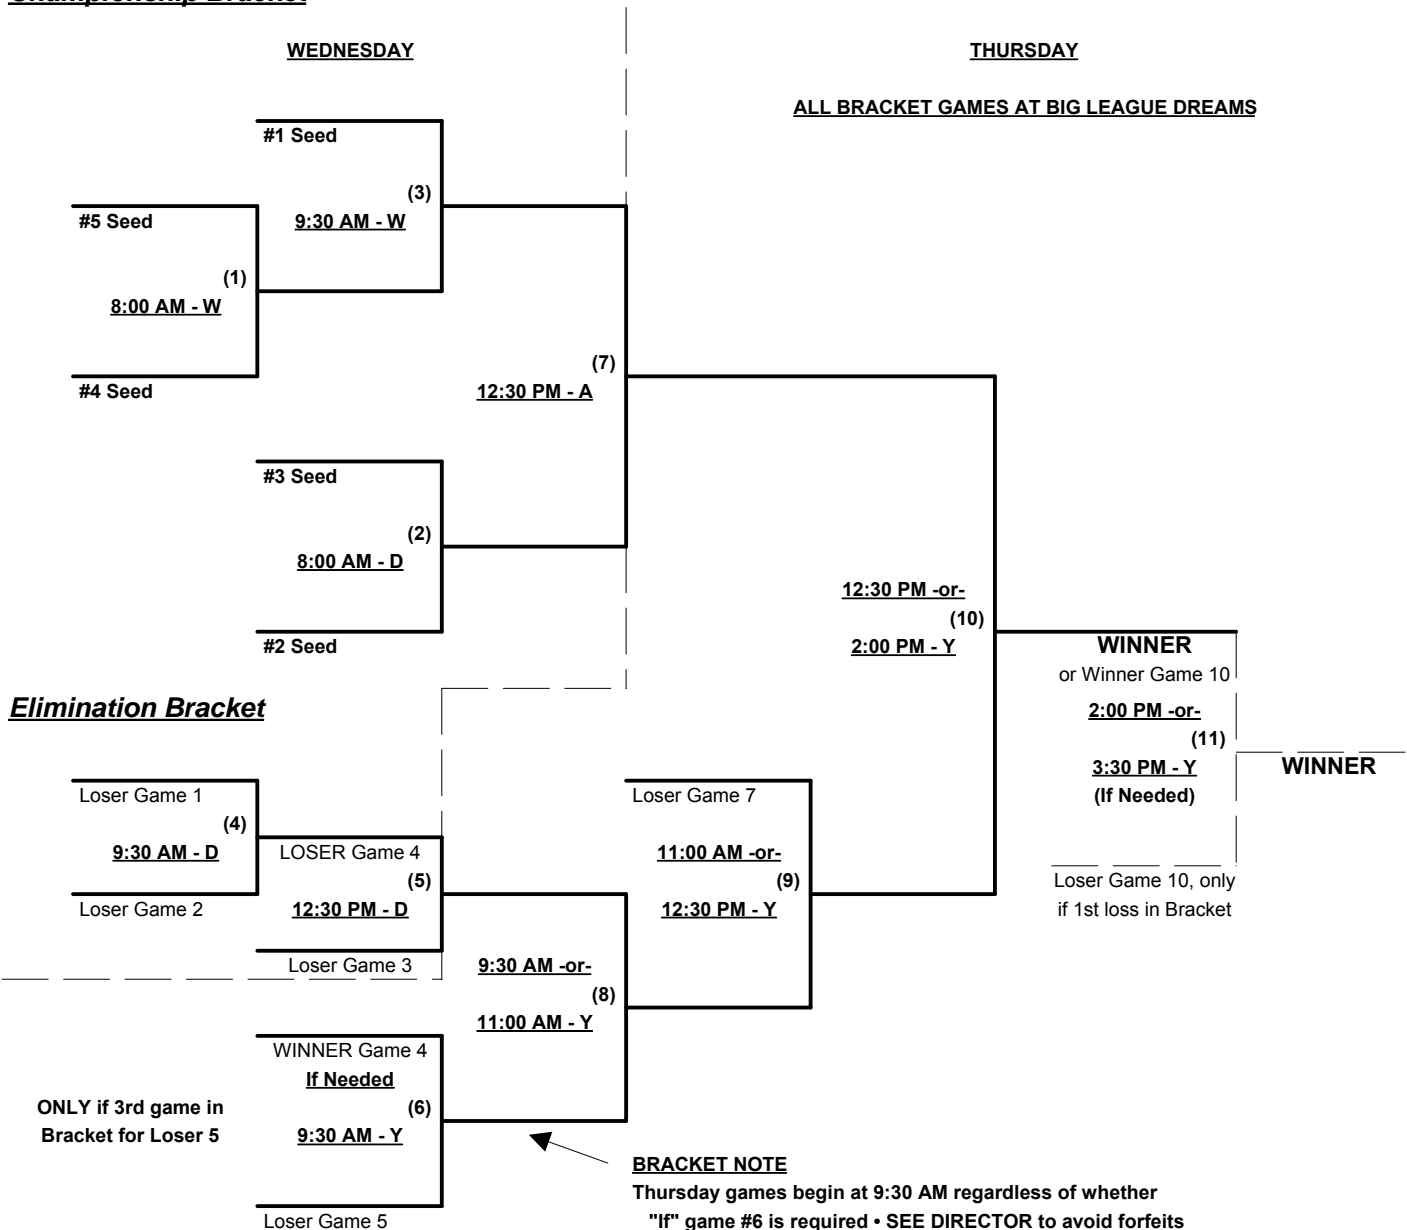 Championship Bracket
WEDNESDAY
THURSDAY
ALL BRACKET GAMES AT BIG LEAGUE DREAMS
#1 Seed
(3)
9:30 AM - W
#5 Seed
(1)
8:00 AM - W
#4 Seed
(7)
12:30 PM - A
#3 Seed
(2)
8:00 AM - D
#2 Seed
12:30 PM -or-
(10)
2:00 PM - Y
WINNER
or Winner Game 10
2:00 PM -or-
(11)
3:30 PM - Y
(If Needed)
WINNER
Loser Game 10, only
if 1st loss in Bracket
Elimination Bracket
Loser Game 1
(4)
9:30 AM - D
Loser Game 2
LOSER Game 4
(5)
12:30 PM - D
Loser Game 3
Loser Game 7
11:00 AM -or-
(9)
12:30 PM - Y
9:30 AM -or-
(8)
11:00 AM - Y
WINNER Game 4
If Needed
(6)
9:30 AM - Y
Loser Game 5
ONLY if 3rd game in
Bracket for Loser 5
BRACKET NOTE
Thursday games begin at 9:30 AM regardless of whether
"If" game #6 is required • SEE DIRECTOR to avoid forfeits